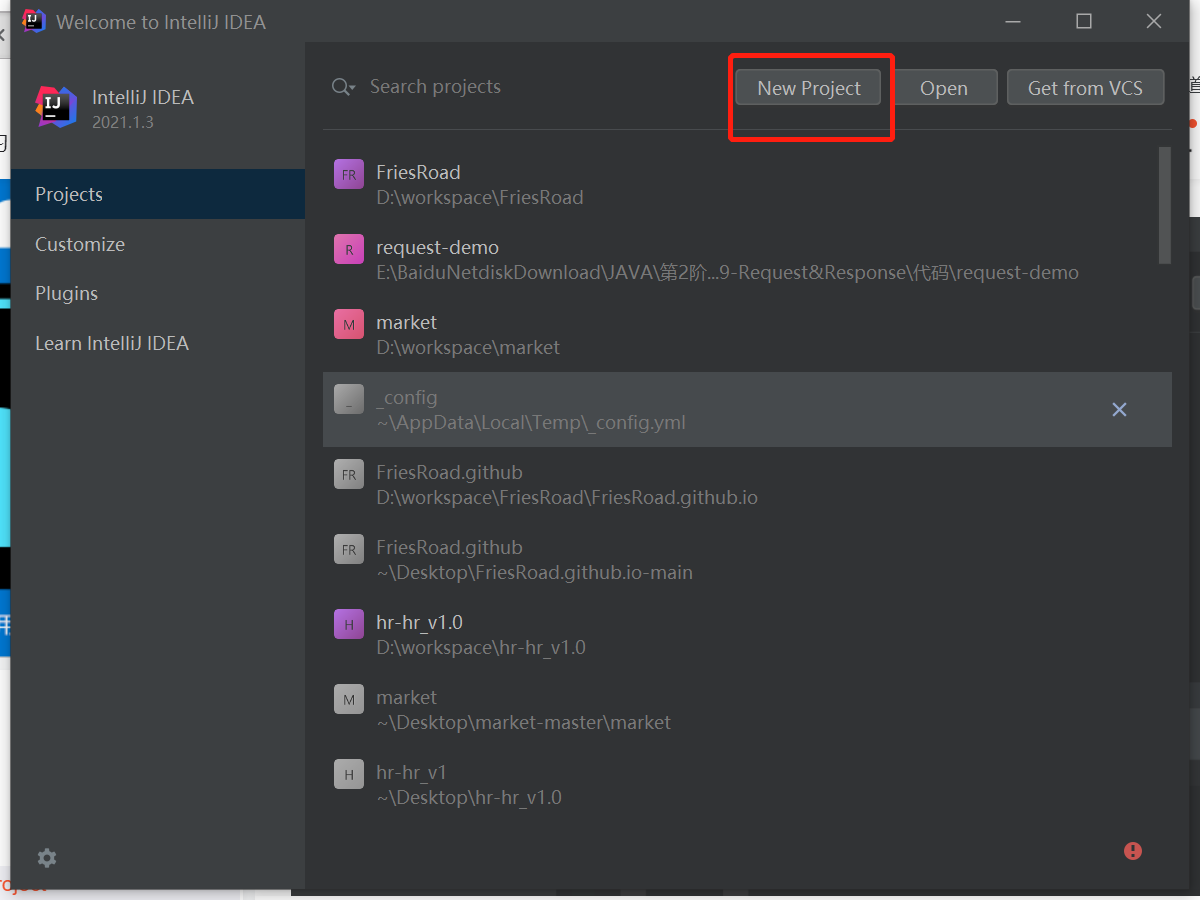 Welcome to IntelliJ IDEA
IJ
IntelliJ IDEA
2021.1.3
Projects
Customize
Plugins
Learn IntelliJ IDEA
Search projects
New Project
Open
Get from VCS
FR
FriesRoad
D:\workspace\FriesRoad
R
request-demo
E:\BaiduNetdiskDownload\JAVA\第2阶...9-Request&Response\代码\request-demo
M
market
D:\workspace\market
_
_config
~\AppData\Local\Temp\_config.yml
FR
FriesRoad.github
D:\workspace\FriesRoad\FriesRoad.github.io
FR
FriesRoad.github
~\Desktop\FriesRoad.github.io-main
H
hr-hr_v1.0
D:\workspace\hr-hr_v1.0
M
market
~\Desktop\market-master\market
H
hr-hr_v1
~\Desktop\hr-hr_v1.0